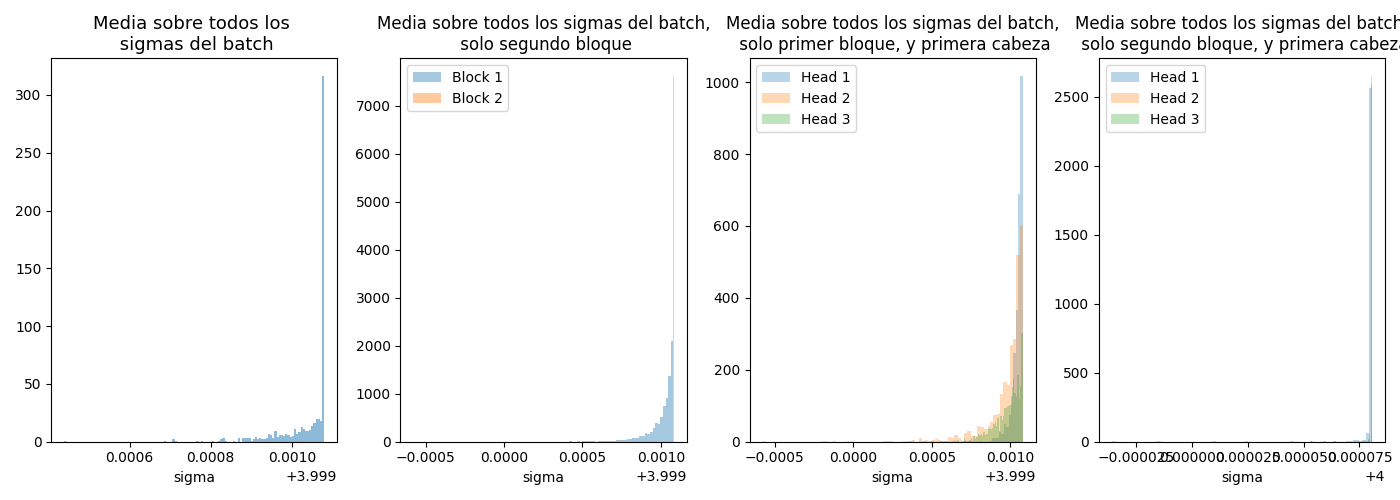 Media sobre todos los
sigmas del batch
300
250
200
150
100
50
0
0.0006
0.0008
0.0010
sigma
+3.999
Media sobre todos los sigmas del batch,
solo segundo bloque
Block 1
Block 2
7000
6000
5000
4000
3000
2000
1000
0
−0.0005
0.0000
0.0005
0.0010
sigma
+3.999
Media sobre todos los sigmas del batch,
solo primer bloque, y primera cabeza
Head 1
Head 2
Head 3
1000
800
600
400
200
0
−0.0005
0.0000
0.0005
0.0010
sigma
+3.999
Media sobre todos los sigmas del batch
solo segundo bloque, y primera cabeza
Head 1
Head 2
Head 3
2500
2000
1500
1000
500
0
−0.000025
0.000000
0.000025
0.000050
0.000075
sigma
+4